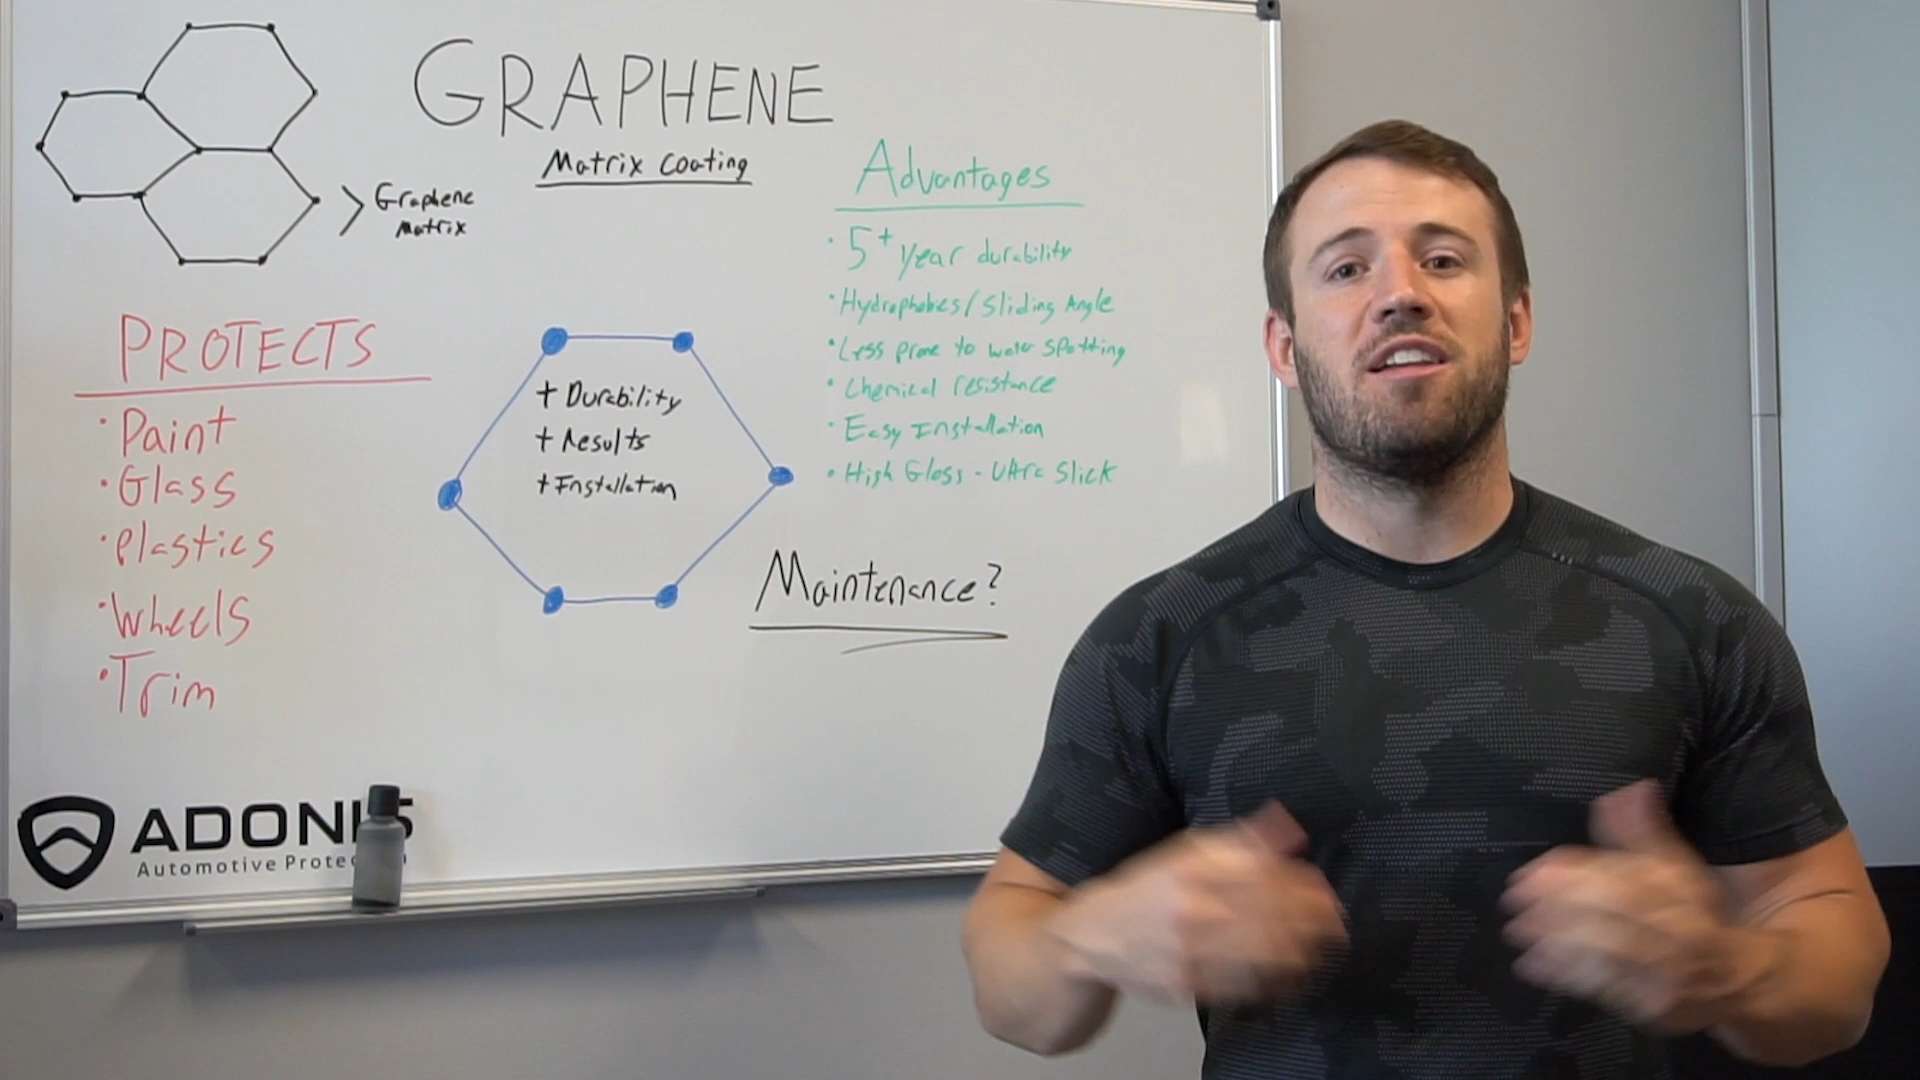 GRAPHENE
Matrix Coating
Graphene
Matrix
PROTECTS
· Paint
· Glass
· Plastics
· Wheels
· Trim
+ Durability
+ Results
+ Installation
Advantages
· 5+ year durability
· Hydrophobics / Sliding Angle
· Less prone to water spotting
· Chemical resistance
· Easy Installation
· High Gloss - Ultra Slick
Maintenance?
ADONIS
Automotive Protection